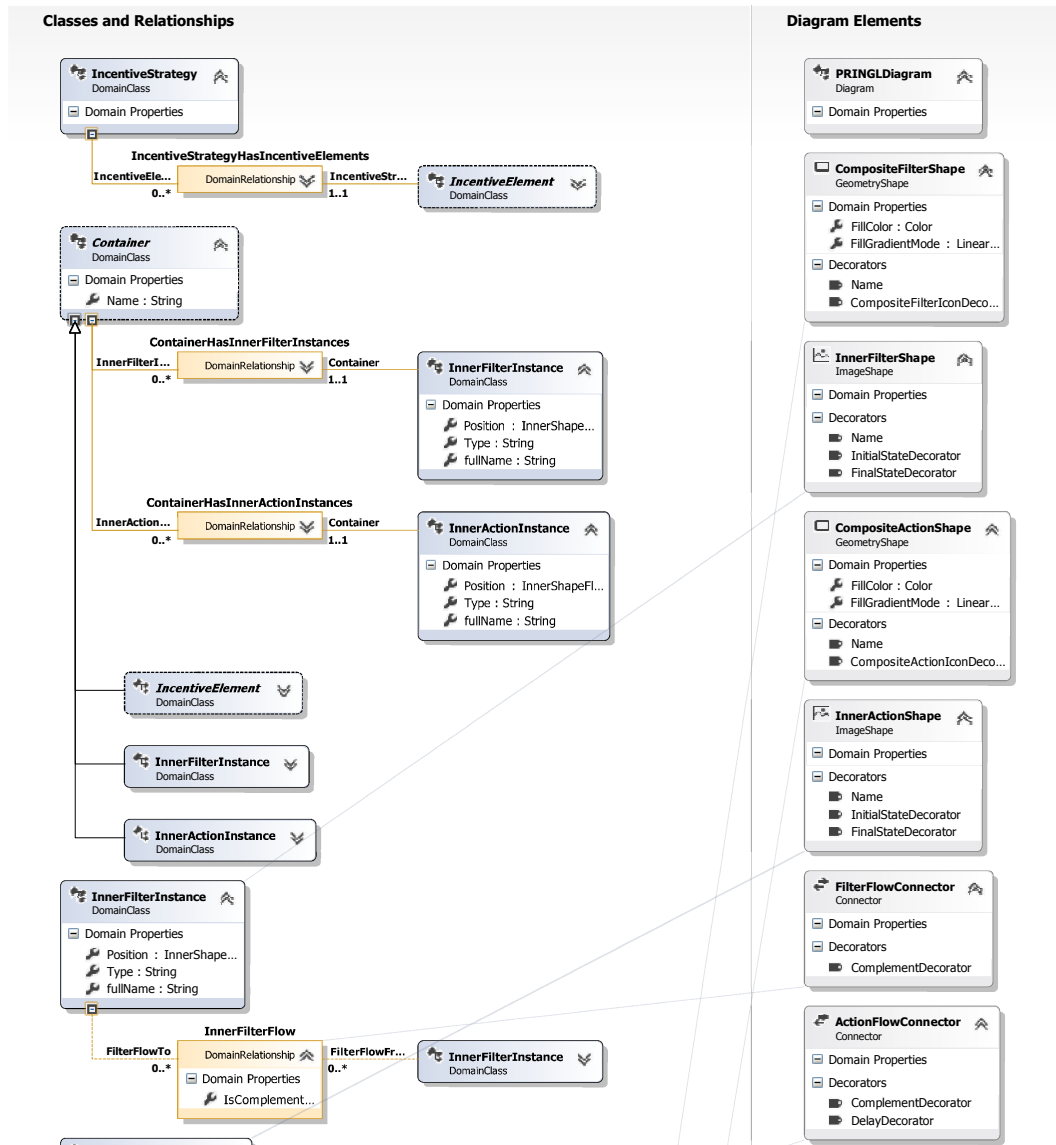 Classes and Relationships
IncentiveStrategy
DomainClass
Domain Properties
IncentiveStrategyHasIncentiveElements
IncentiveEle...
0..*
DomainRelationship
IncentiveStr...
1..1
IncentiveElement
DomainClass
Container
DomainClass
Domain Properties
Name : String
ContainerHasInnerFilterInstances
InnerFilterI...
0..*
DomainRelationship
Container
1..1
InnerFilterInstance
DomainClass
Domain Properties
Position : InnerShape...
Type : String
fullName : String
ContainerHasInnerActionInstances
InnerAction...
0..*
DomainRelationship
Container
1..1
InnerActionInstance
DomainClass
Domain Properties
Position : InnerShapeFl...
Type : String
fullName : String
IncentiveElement
DomainClass
InnerFilterInstance
DomainClass
InnerActionInstance
DomainClass
InnerFilterInstance
DomainClass
Domain Properties
Position : InnerShape...
Type : String
fullName : String
InnerFilterFlow
FilterFlowTo
0..*
DomainRelationship
Domain Properties
IsComplement...
FilterFlowFr...
0..*
InnerFilterInstance
DomainClass
Diagram Elements
PRINGLDiagram
Diagram
Domain Properties
CompositeFilterShape
GeometryShape
Domain Properties
FillColor : Color
FillGradientMode : Linear...
Decorators
Name
CompositeFilterIconDeco...
InnerFilterShape
ImageShape
Domain Properties
Decorators
Name
InitialStateDecorator
FinalStateDecorator
CompositeActionShape
GeometryShape
Domain Properties
FillColor : Color
FillGradientMode : Linear...
Decorators
Name
CompositeActionIconDeco...
InnerActionShape
ImageShape
Domain Properties
Decorators
Name
InitialStateDecorator
FinalStateDecorator
FilterFlowConnector
Connector
Domain Properties
Decorators
ComplementDecorator
ActionFlowConnector
Connector
Domain Properties
Decorators
ComplementDecorator
DelayDecorator